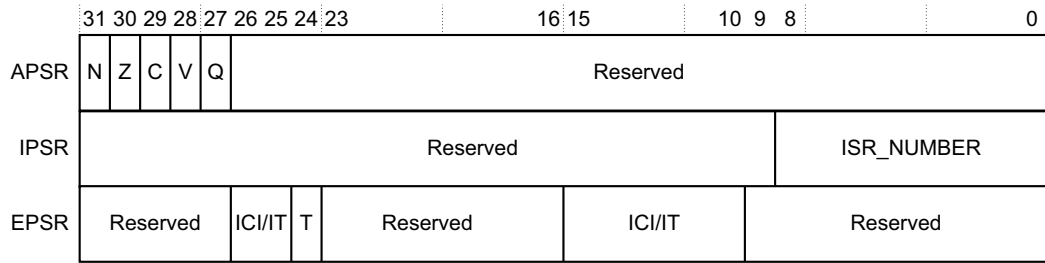 31 30 29 28 27 26 25 24 23 16 15 10 9 8 0
APSR N Z C V Q Reserved
IPSR Reserved ISR_NUMBER
EPSR Reserved ICI/IT T Reserved ICI/IT Reserved